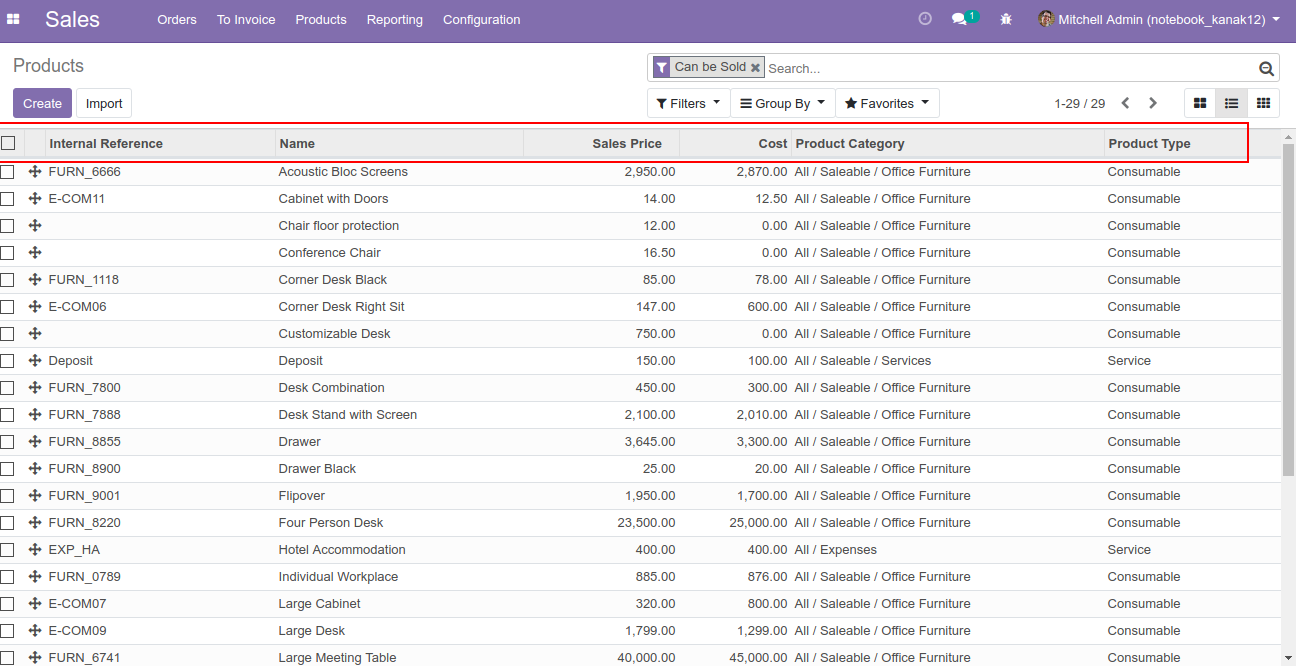 Sales Orders To Invoice Products Reporting Configuration 1 Mitchell Admin (notebook_kanak12)
Products Can be Sold Search...
Create Import Filters Group By Favorites 1-29 / 29
Internal Reference Name Sales Price Cost Product Category Product Type
FURN_6666 Acoustic Bloc Screens 2,950.00 2,870.00 All / Saleable / Office Furniture Consumable
E-COM11 Cabinet with Doors 14.00 12.50 All / Saleable / Office Furniture Consumable
Chair floor protection 12.00 0.00 All / Saleable / Office Furniture Consumable
Conference Chair 16.50 0.00 All / Saleable / Office Furniture Consumable
FURN_1118 Corner Desk Black 85.00 78.00 All / Saleable / Office Furniture Consumable
E-COM06 Corner Desk Right Sit 147.00 600.00 All / Saleable / Office Furniture Consumable
Customizable Desk 750.00 0.00 All / Saleable / Office Furniture Consumable
Deposit Deposit 150.00 100.00 All / Saleable / Services Service
FURN_7800 Desk Combination 450.00 300.00 All / Saleable / Office Furniture Consumable
FURN_7888 Desk Stand with Screen 2,100.00 2,010.00 All / Saleable / Office Furniture Consumable
FURN_8855 Drawer 3,645.00 3,300.00 All / Saleable / Office Furniture Consumable
FURN_8900 Drawer Black 25.00 20.00 All / Saleable / Office Furniture Consumable
FURN_9001 Flipover 1,950.00 1,700.00 All / Saleable / Office Furniture Consumable
FURN_8220 Four Person Desk 23,500.00 25,000.00 All / Saleable / Office Furniture Consumable
EXP_HA Hotel Accommodation 400.00 400.00 All / Expenses Service
FURN_0789 Individual Workplace 885.00 876.00 All / Saleable / Office Furniture Consumable
E-COM07 Large Cabinet 320.00 800.00 All / Saleable / Office Furniture Consumable
E-COM09 Large Desk 1,799.00 1,299.00 All / Saleable / Office Furniture Consumable
FURN_6741 Large Meeting Table 40,000.00 45,000.00 All / Saleable / Office Furniture Consumable